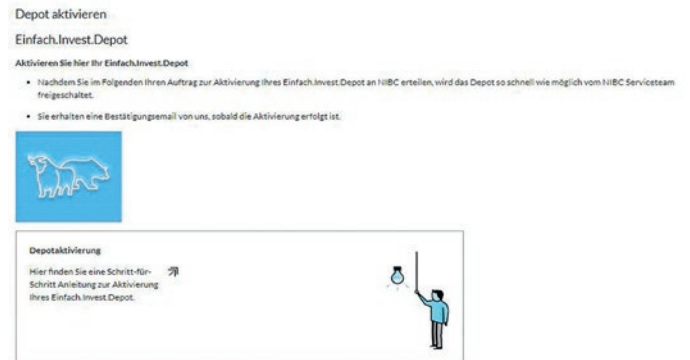 Depot aktivieren
Einfach.Invest.Depot
Aktivieren Sie hier Ihr Einfach.Invest.Depot
• Nachdem Sie im Folgenden Ihren Auftrag zur Aktivierung Ihres Einfach.Invest.Depot an NIBC erteilen, wird das Depot so schnell wie möglich vom NIBC Serviceteam
freigeschaltet.
• Sie erhalten eine Bestätigungsemail von uns, sobald die Aktivierung erfolgt ist.
Depotaktivierung
Hier finden Sie eine Schritt-für-
Schritt Anleitung zur Aktivierung
Ihres Einfach.Invest.Depot.